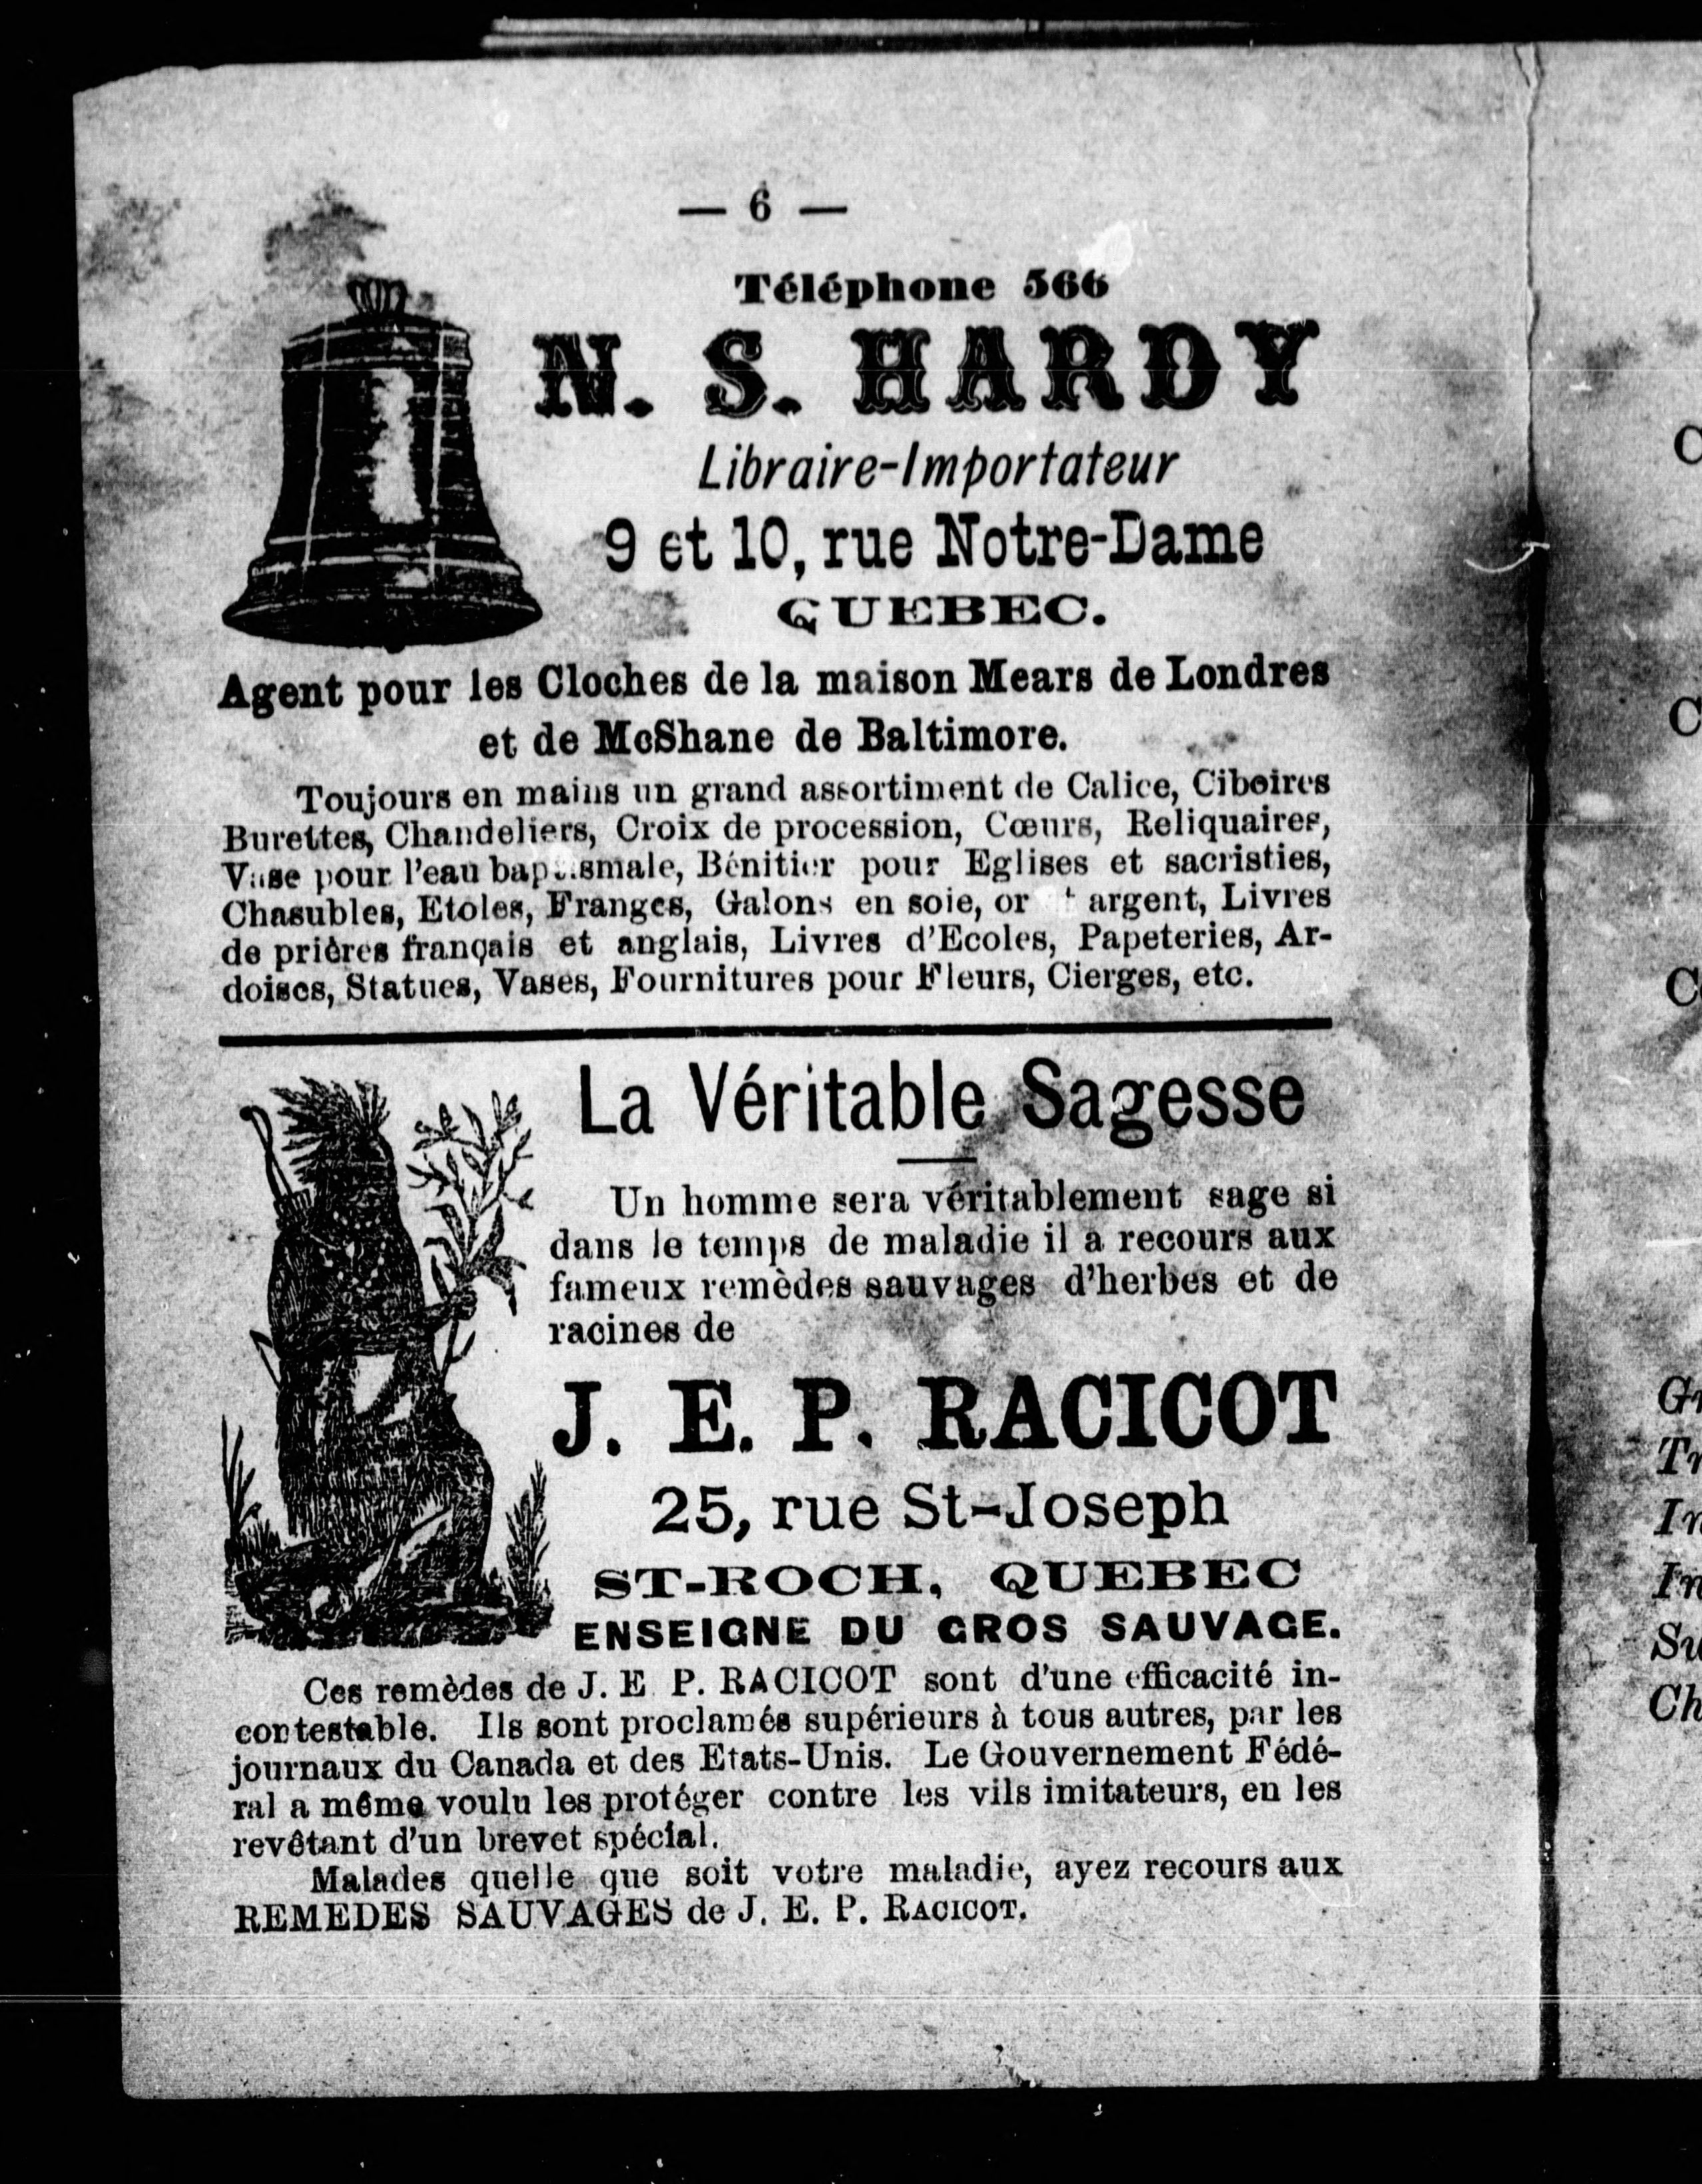 — 6 —
Téléphone 566
N. S. HARDY
Libraire-Importateur
9 et 10, rue Notre-Dame
QUEBEC.
Agent pour les Cloches de la maison Mears de Londres
et de McShane de Baltimore.
Toujours en mains un grand assortiment de Calice, Ciboires
Burettes, Chandeliers, Croix de procession, Cœurs, Reliquaires,
Vase pour l'eau baptismale, Bénitier pour Eglises et sacristies,
Chasubles, Etoles, Franges, Galons en soie, or et argent, Livres
de prières français et anglais, Livres d'Ecoles, Papeteries, Ar-
doises, Statues, Vases, Fournitures pour Fleurs, Cierges, etc.
La Véritable Sagesse
Un homme sera véritablement sage si
dans le temps de maladie il a recours aux
fameux remèdes sauvages d'herbes et de
racines de
J. E. P. RACICOT
25, rue St-Joseph
ST-ROCH, QUEBEC
ENSEIGNE DU GROS SAUVAGE.
Ces remèdes de J. E P. RACICOT sont d'une efficacité in-
contestable. Ils sont proclamés supérieurs à tous autres, par les
journaux du Canada et des Etats-Unis. Le Gouvernement Fédé-
ral a même voulu les protéger contre les vils imitateurs, en les
revêtant d'un brevet spécial.
Malades quelle que soit votre maladie, ayez recours aux
REMEDES SAUVAGES de J. E. P. RACICOT.